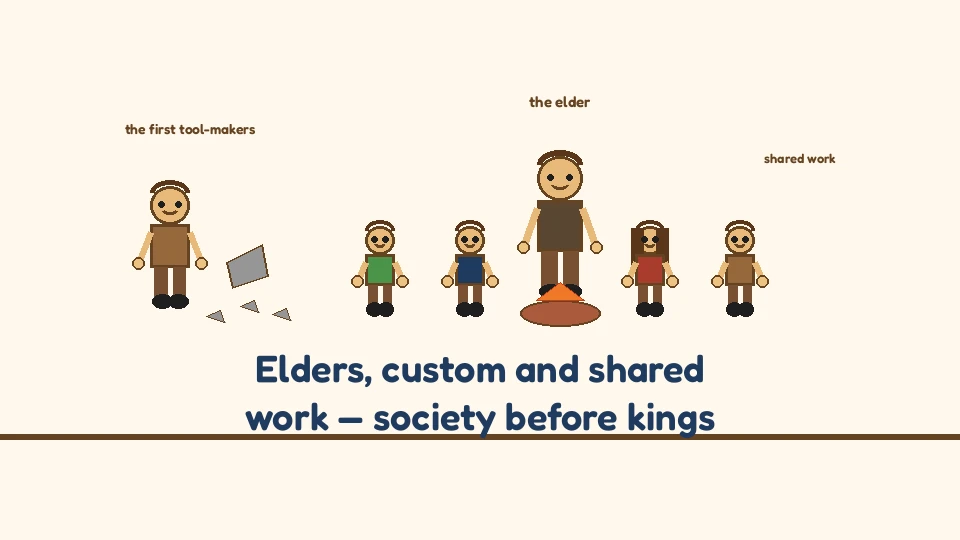 the elder
the first tool-makers
shared work
Elders, custom and shared
work — society before kings